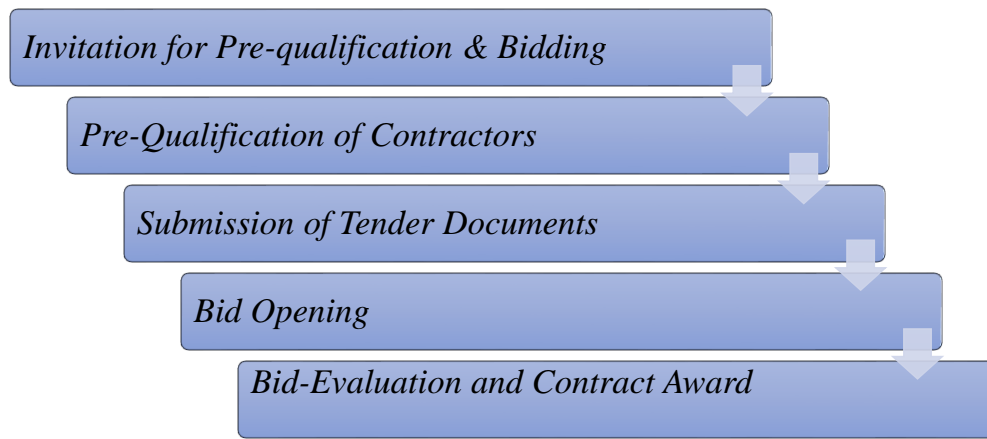 Invitation for Pre-qualification & Bidding
Pre-Qualification of Contractors
Submission of Tender Documents
Bid Opening
Bid-Evaluation and Contract Award